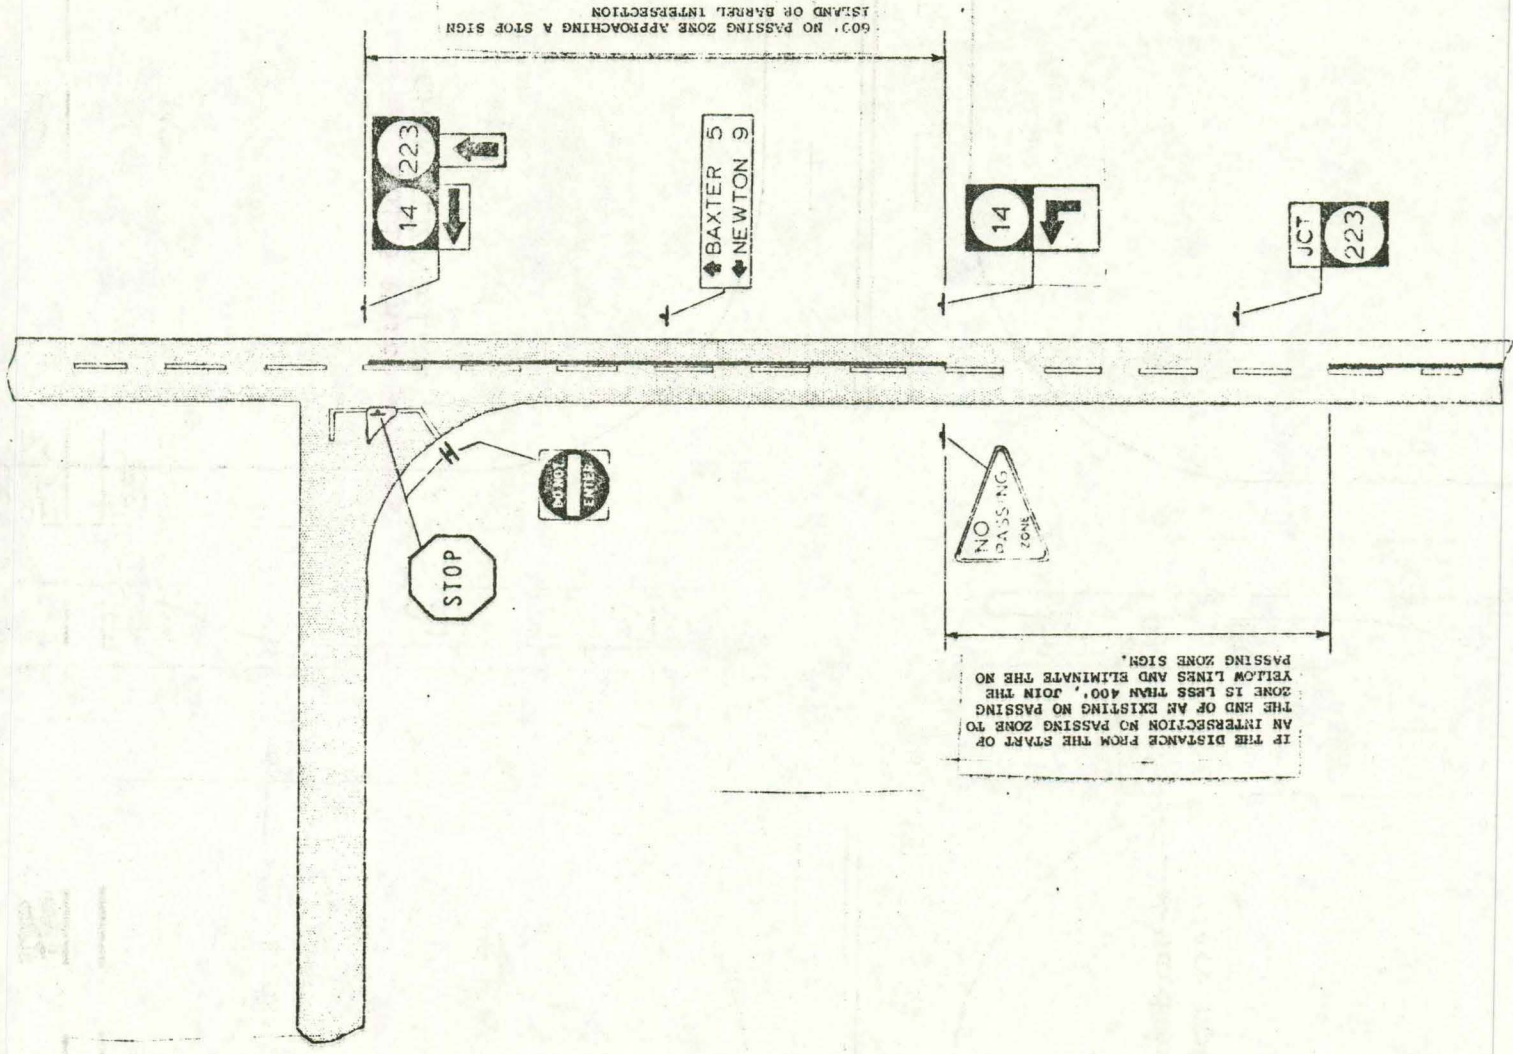 600' NO PASSING ZONE APPROACHING A STOP SIGN
ISLAND OR BARREL INTERSECTION
14 223
BAXTER 5
NEWTON 9
14
JCT
223
STOP
DO NOT
ENTER
NO
PASSING
ZONE
IF THE DISTANCE FROM THE START OF
AN INTERSECTION NO PASSING ZONE TO
THE END OF AN EXISTING NO PASSING
ZONE IS LESS THAN 400', JOIN THE
YELLOW LINES AND ELIMINATE THE NO
PASSING ZONE SIGN.